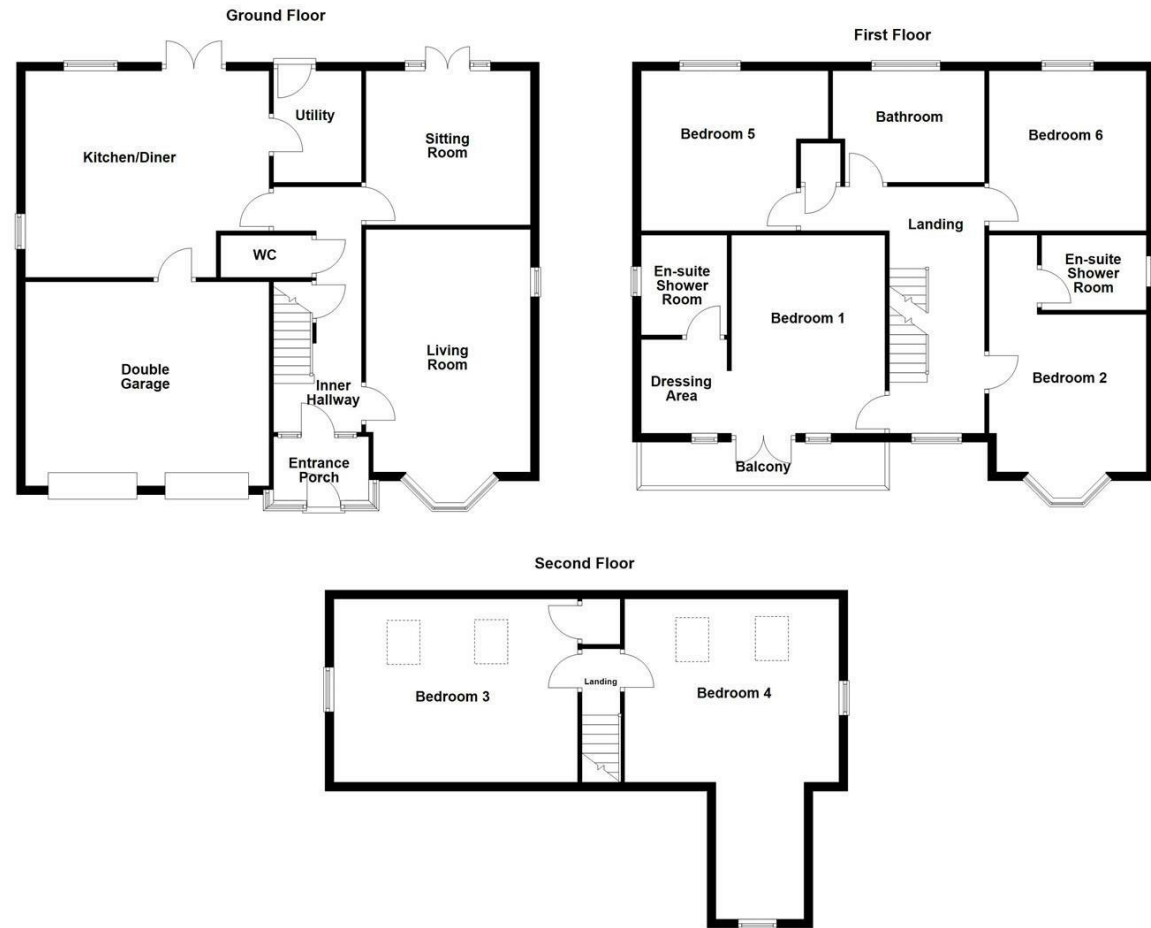 Ground Floor
Kitchen/Diner
Utility
Sitting
Room
WC
Double
Garage
Inner
Hallway
Living
Room
Entrance
Porch
First Floor
Bedroom 5
Bathroom
Bedroom 6
Landing
En-suite
Shower
Room
Bedroom 1
En-suite
Shower
Room
Dressing
Area
Bedroom 2
Balcony
Second Floor
Bedroom 3
Landing
Bedroom 4